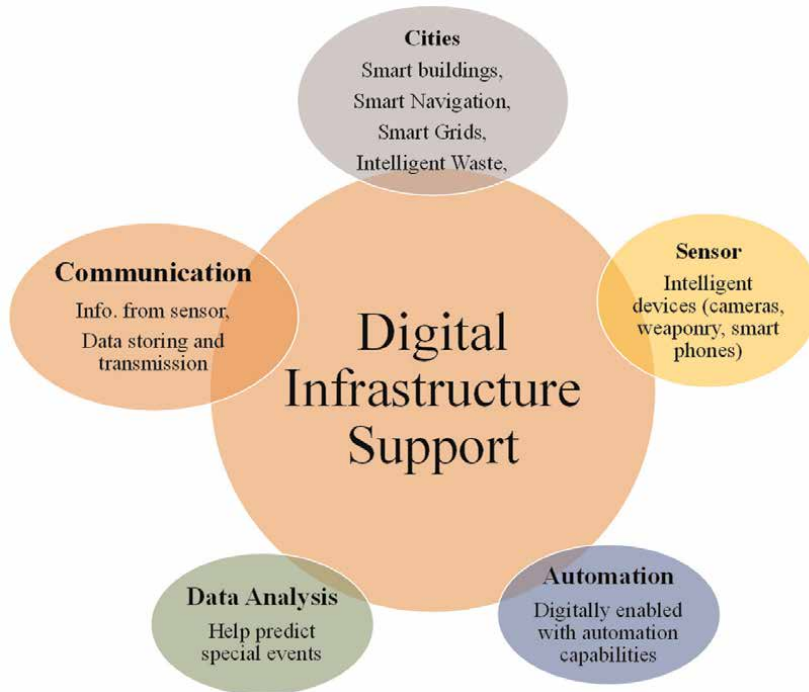 Cities
Smart buildings,
Smart Navigation,
Smart Grids,
Intelligent Waste,
Sensor
Intelligent
devices (cameras,
weaponry, smart
phones)
Communication
Info. from sensor,
Data storing and
transmission
Digital
Infrastructure
Support
Data Analysis
Help predict
special events
Automation
Digitally enabled
with automation
capabilities